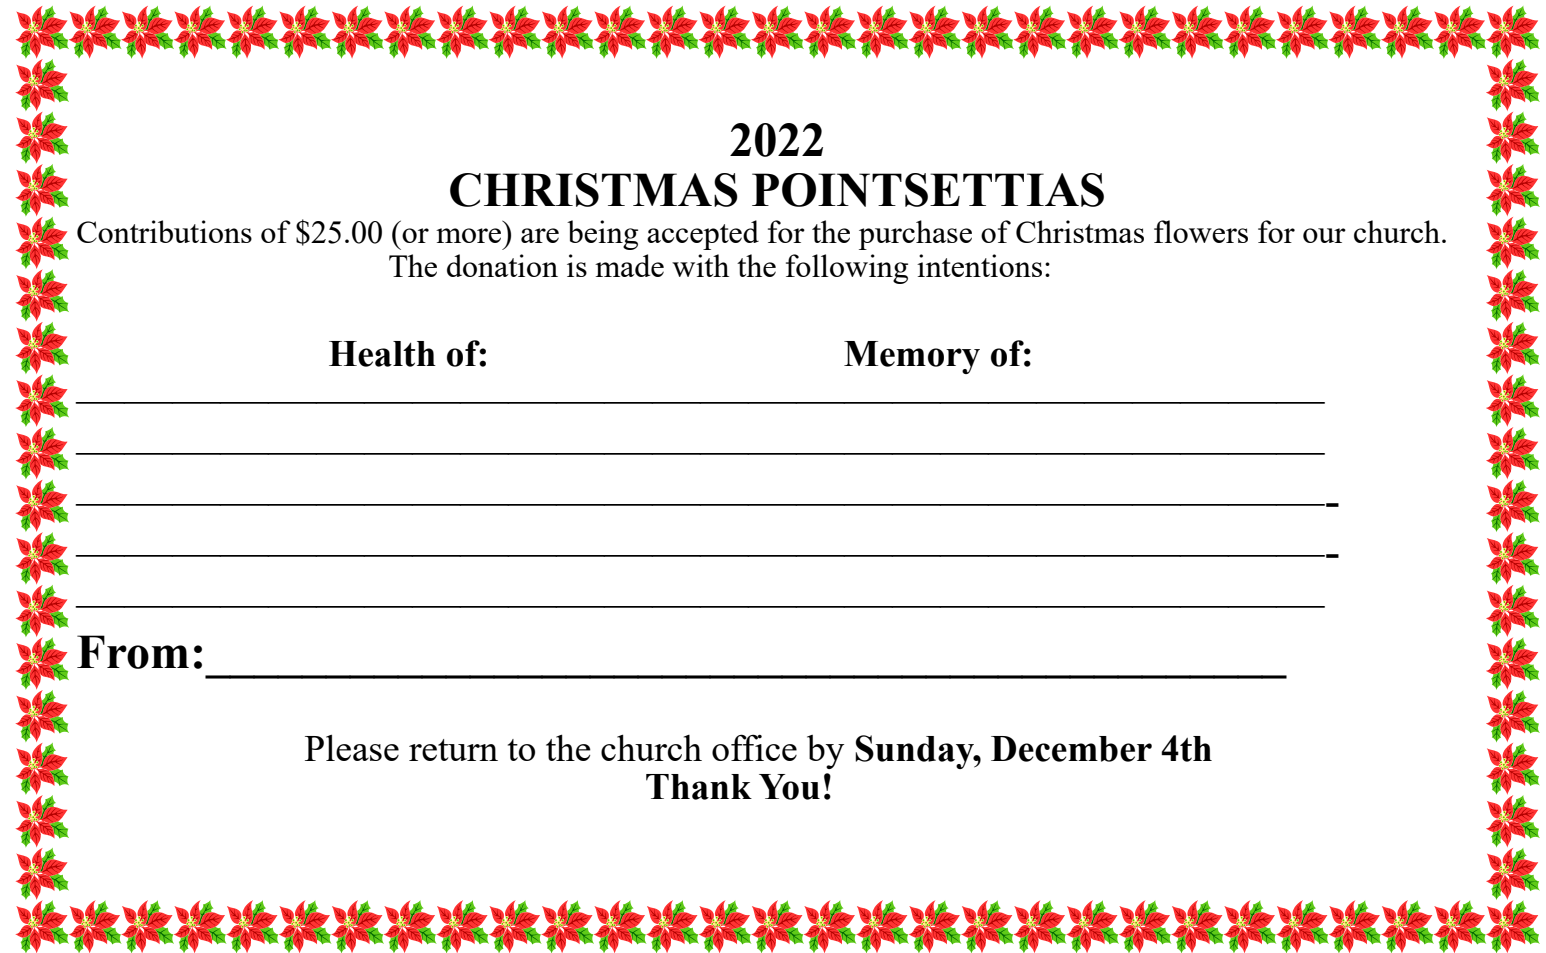 2022
CHRISTMAS POINTSETTIAS
Contributions of $25.00 (or more) are being accepted for the purchase of Christmas flowers for our church.
The donation is made with the following intentions:
Health of: Memory of:
From:
Please return to the church office by Sunday, December 4th
Thank You!